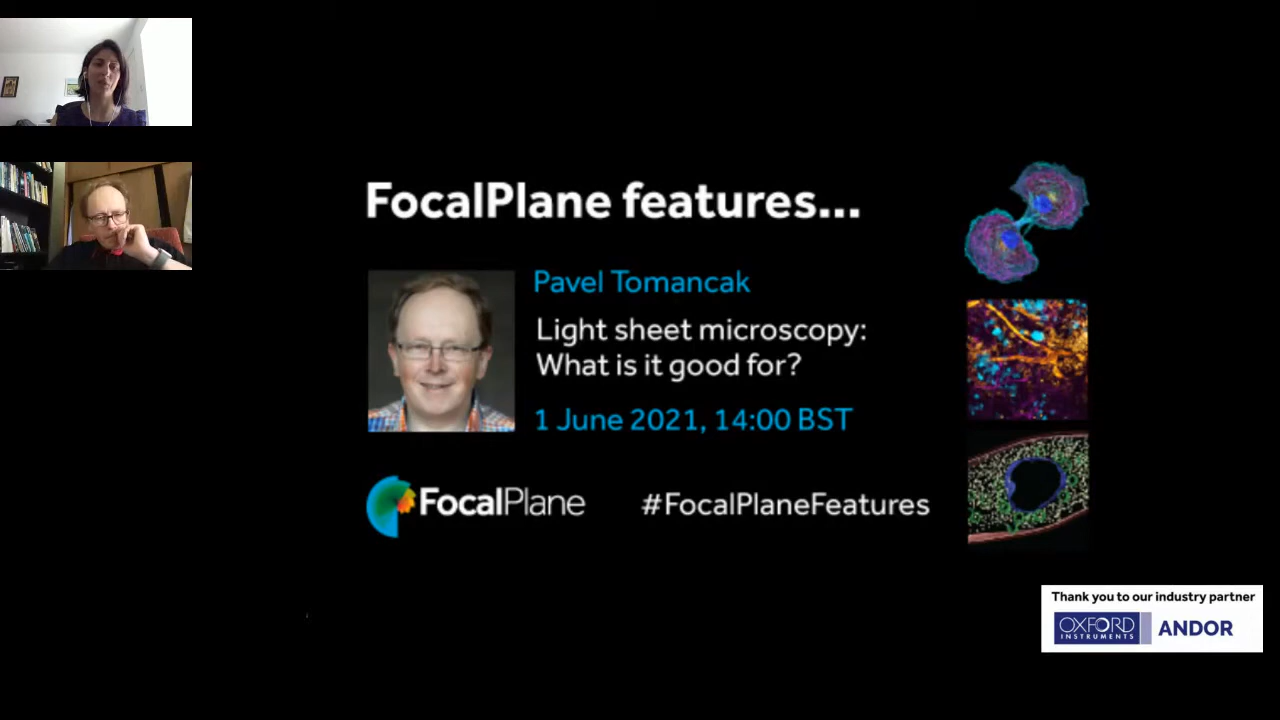 FocalPlane features...
Pavel Tomancak
Light sheet microscopy:
What is it good for?
1 June 2021, 14:00 BST
FocalPlane
#FocalPlaneFeatures
Thank you to our industry partner
OXFORD
INSTRUMENTS
ANDOR